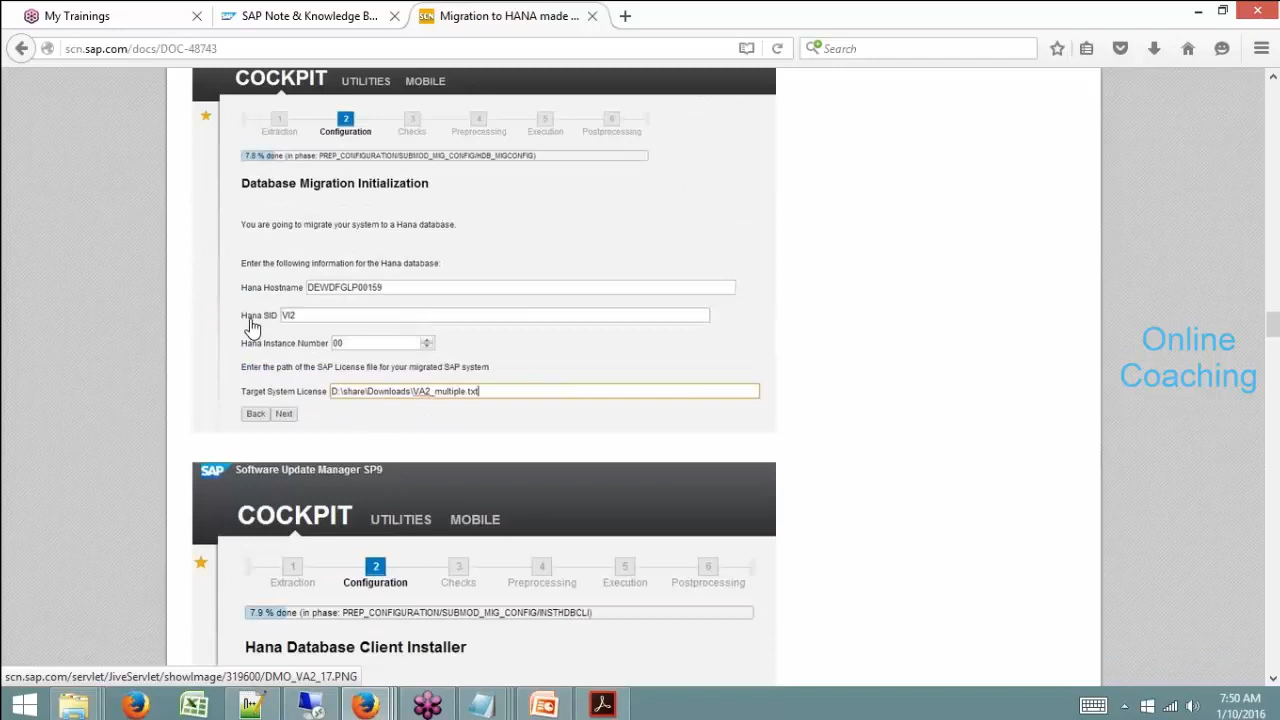 My Trainings
SAP Note & Knowledge B...
SCN
Migration to HANA made ...
scn.sap.com/docs/DOC-48743
Search
COCKPIT UTILITIES MOBILE
1 2 3 4 5 6
Extraction Configuration Checks Preprocessing Execution Postprocessing
7.8 % done (in phase: PREP_CONFIGURATION/SUBMOD_MIG_CONFIG/HDB_MIGCONFIG)
Database Migration Initialization
You are going to migrate your system to a Hana database.
Enter the following information for the Hana database:
Hana Hostname DEWDFGLP00159
Hana SID VI2
Hana Instance Number 00
Enter the path of the SAP License file for your migrated SAP system
Target System License D:\share\Downloads\VA2_multiple.txt
Back Next
Online
Coaching
SAP Software Update Manager SP9
COCKPIT UTILITIES MOBILE
1 2 3 4 5 6
Extraction Configuration Checks Preprocessing Execution Postprocessing
7.9 % done (in phase: PREP_CONFIGURATION/SUBMOD_MIG_CONFIG/INSTHDBCLI)
Hana Database Client Installer
scn.sap.com/servlet/JiveServlet/showImage/319600/DMO_VA2_17.PNG
7:50 AM
1/10/2016